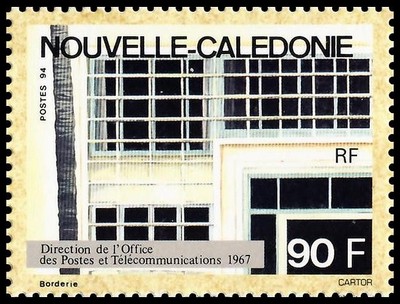 NOUVELLE-CALEDONIE
POSTES 94
RF
Direction de l'Office
des Postes et Télécommunications 1967
90 F
Borderie
CARTOR